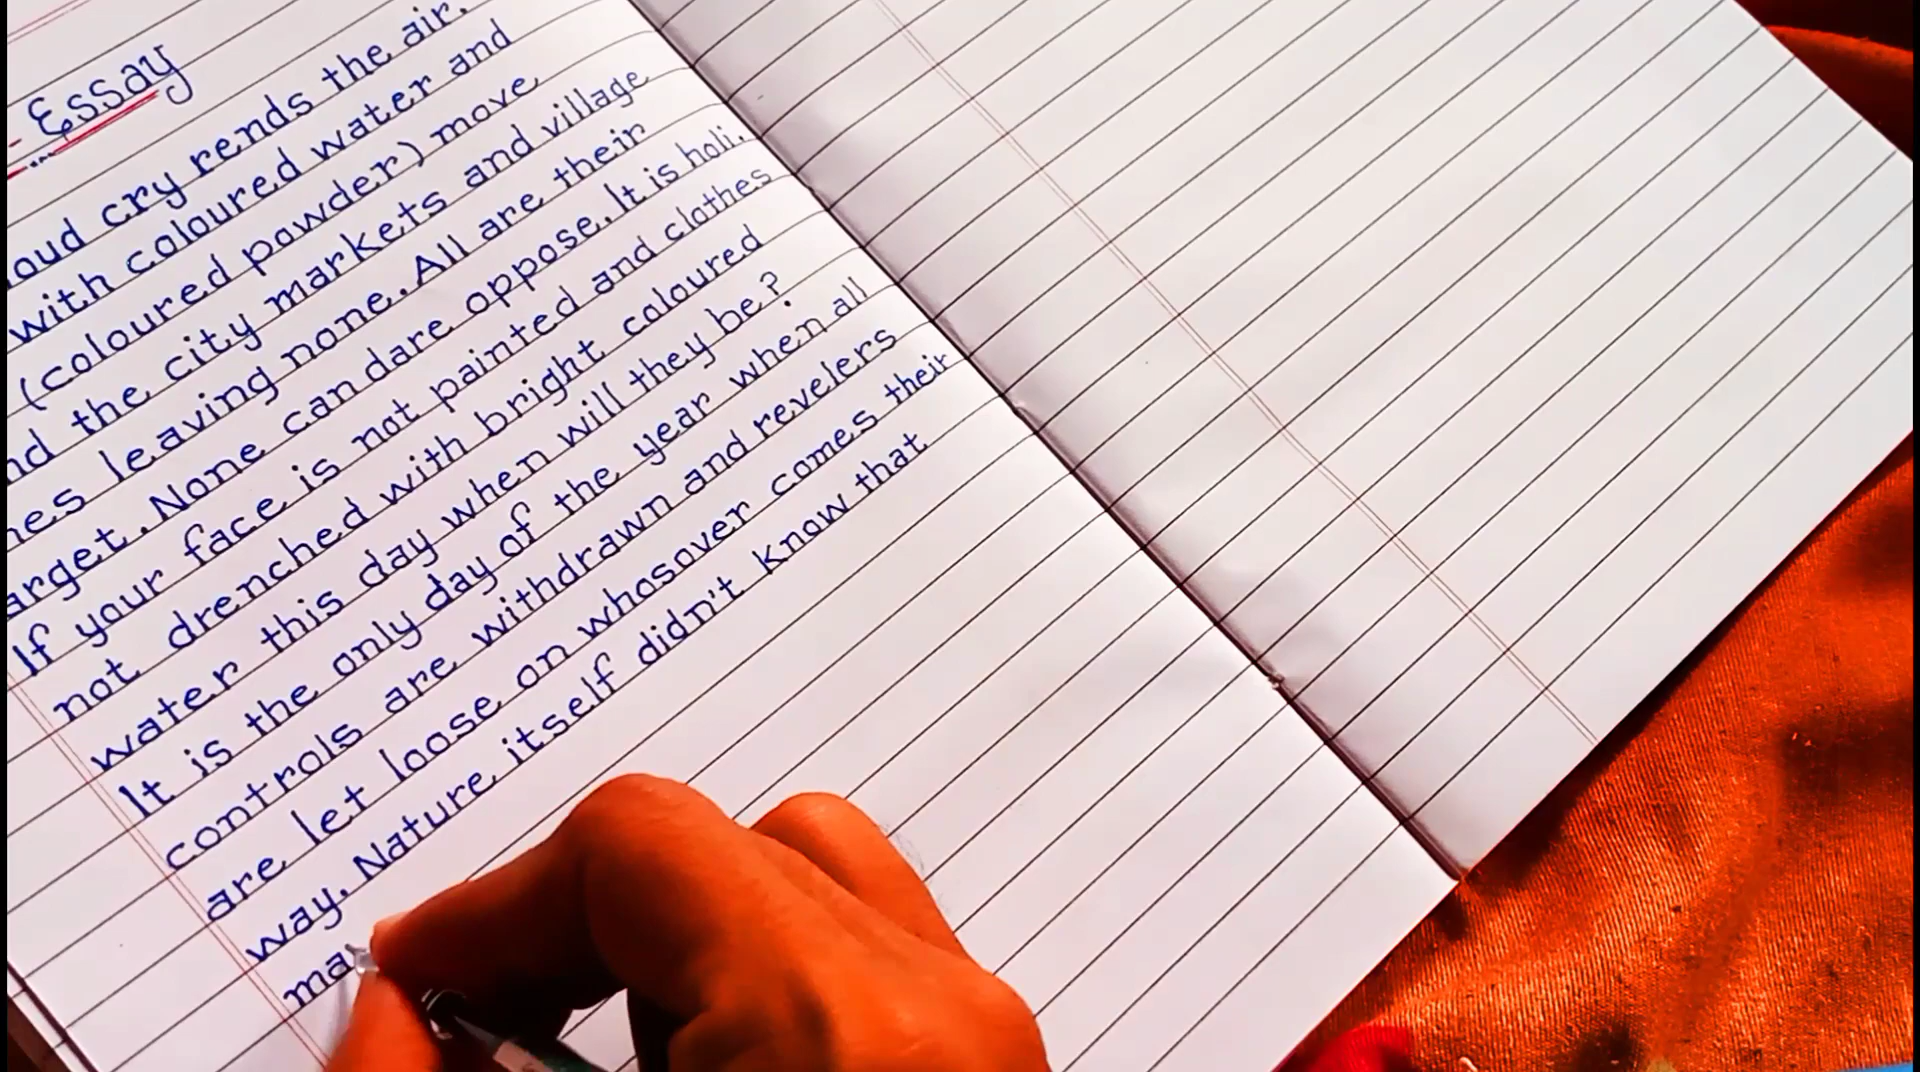 - Essay
loud cry rends the air.
with coloured water and
(coloured powder) move
the city markets and village
leaving none. All are their
None can dare oppose. It is holi.
If your face is not painted and clothes
not drenched with bright coloured
water this day when will they be?
It is the only day of the year when all
controls are withdrawn and revelers
are let loose on whosover comes their
way. Nature itself didn't know that
ma